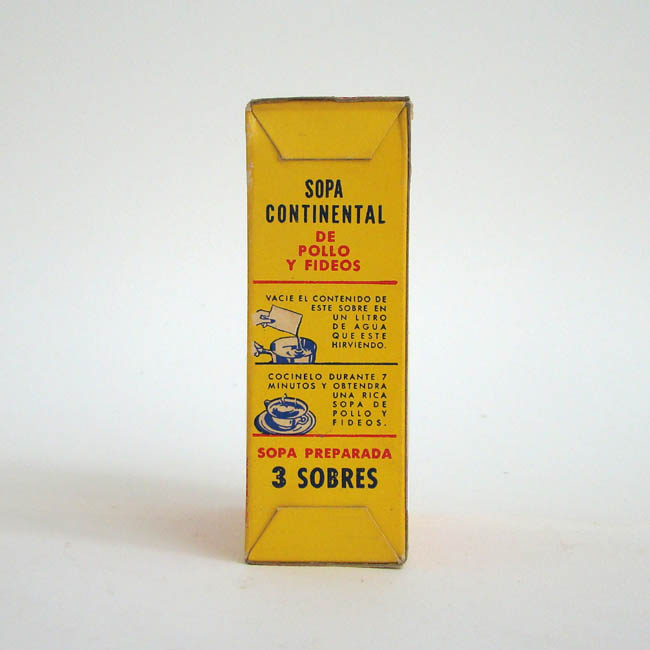 SOPA
CONTINENTAL
DE
POLLO
Y FIDEOS
VACIE EL CONTENIDO DE
ESTE SOBRE EN
UN LITRO
DE AGUA
QUE ESTE
HIRVIENDO.
COCINELO DURANTE 7
MINUTOS Y OBTENDRA
UNA RICA
SOPA DE
POLLO Y
FIDEOS.
SOPA PREPARADA
3 SOBRES